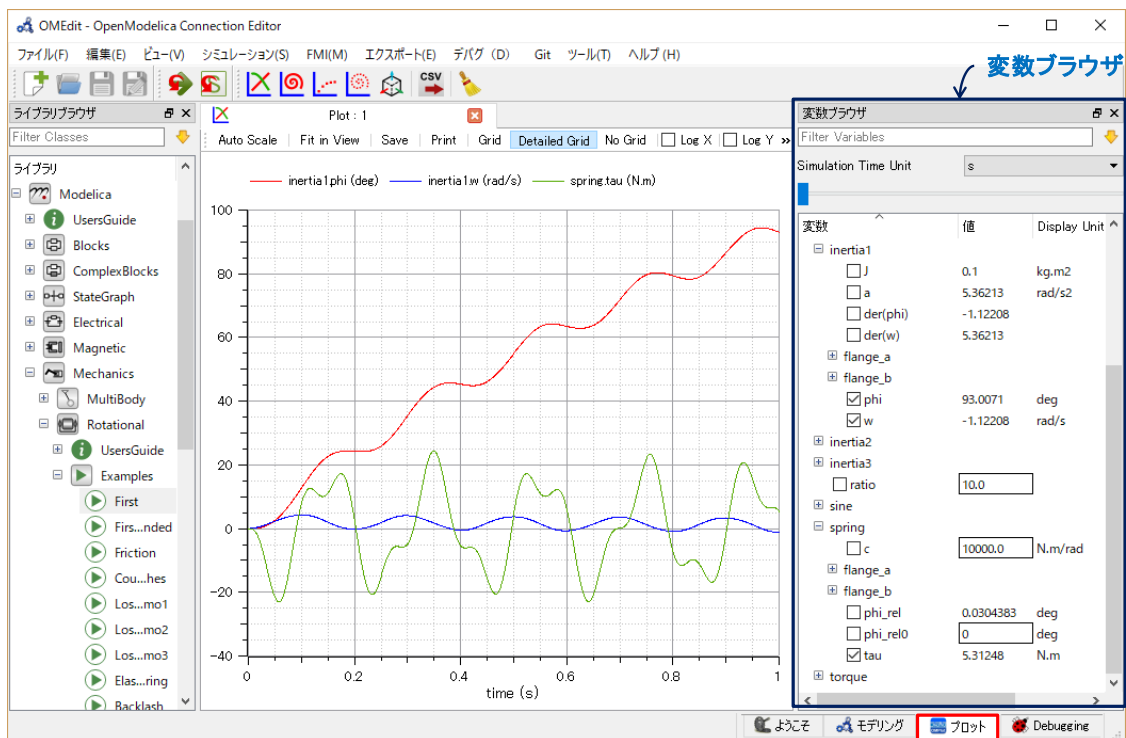 OMEdit - OpenModelica Connection Editor
ファイル(F) 編集(E) ビュー(V) シミュレーション(S) FMI(M) エクスポート(E) デバグ（D） Git ツール(T) ヘルプ(H)
CSV
変数ブラウザ
ライブラリブラウザ
Filter Classes
ライブラリ
Modelica
UsersGuide
Blocks
ComplexBlocks
StateGraph
Electrical
Magnetic
Mechanics
MultiBody
Rotational
UsersGuide
Examples
First
Firs...nded
Friction
Cou...hes
Los...mo1
Los...mo2
Los...mo3
Elas...ring
Backlash
Plot : 1
Auto Scale Fit in View Save Print Grid Detailed Grid No Grid Log X Log Y »
inertia1.phi (deg) inertia1.w (rad/s) spring.tau (N.m)
100
80
60
40
20
0
-20
-40
0 0.2 0.4 0.6 0.8 1
time (s)
変数ブラウザ
Filter Variables
Simulation Time Unit s
変数 値 Display Unit
inertia1
J 0.1 kg.m2
a 5.36213 rad/s2
der(phi) -1.12208
der(w) 5.36213
flange_a
flange_b
phi 93.0071 deg
w -1.12208 rad/s
inertia2
inertia3
ratio 10.0
sine
spring
c 10000.0 N.m/rad
flange_a
flange_b
phi_rel 0.0304383 deg
phi_rel0 0 deg
tau 5.31248 N.m
torque
ようこそ モデリング プロット Debugging